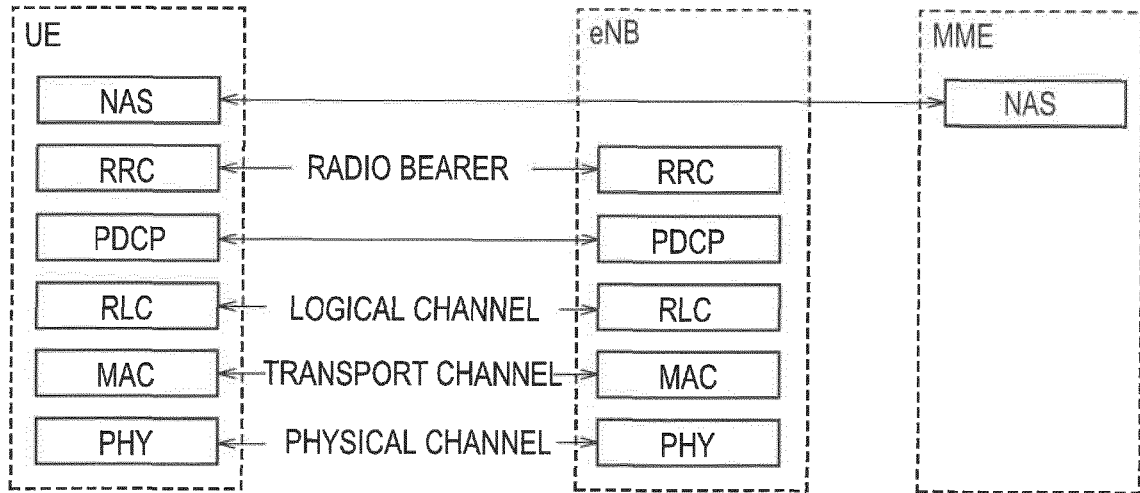 UE eNB MME
NAS NAS
RRC RADIO BEARER RRC
PDCP PDCP
RLC LOGICAL CHANNEL RLC
MAC TRANSPORT CHANNEL MAC
PHY PHYSICAL CHANNEL PHY